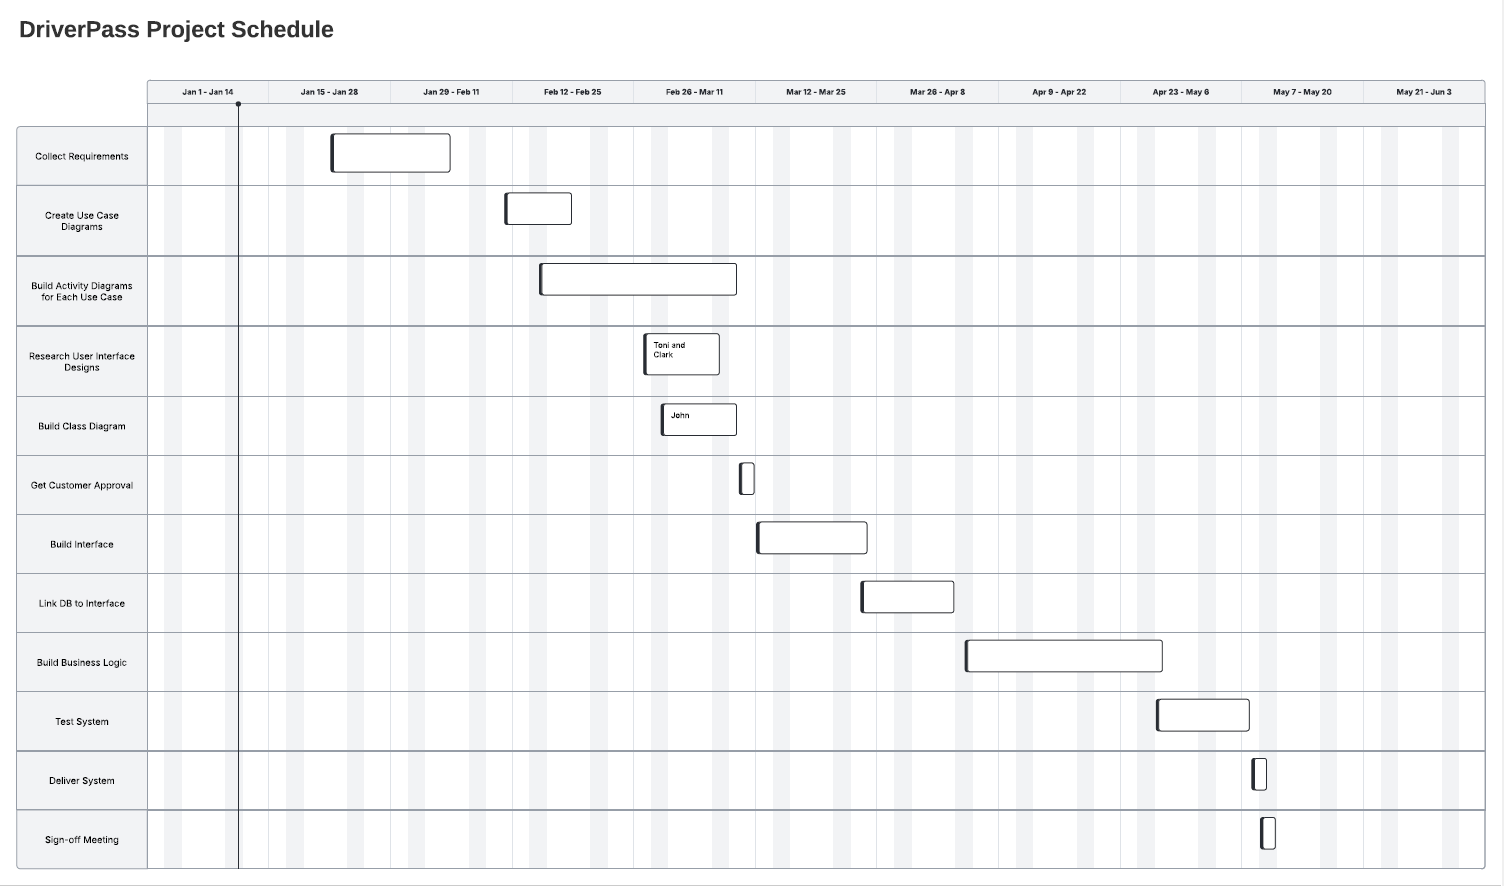 DriverPass Project Schedule
Jan 1 - Jan 14
Jan 15 - Jan 28
Jan 29 - Feb 11
Feb 12 - Feb 25
Feb 26 - Mar 11
Mar 12 - Mar 25
Mar 26 - Apr 8
Apr 9 - Apr 22
Apr 23 - May 6
May 7 - May 20
May 21 - Jun 3
Collect Requirements
Create Use Case
Diagrams
Build Activity Diagrams
for Each Use Case
Research User Interface
Designs
Toni and
Clark
Build Class Diagram
John
Get Customer Approval
Build Interface
Link DB to Interface
Build Business Logic
Test System
Deliver System
Sign-off Meeting